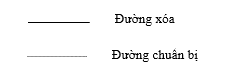 Đường xóa
Đường chuẩn bị